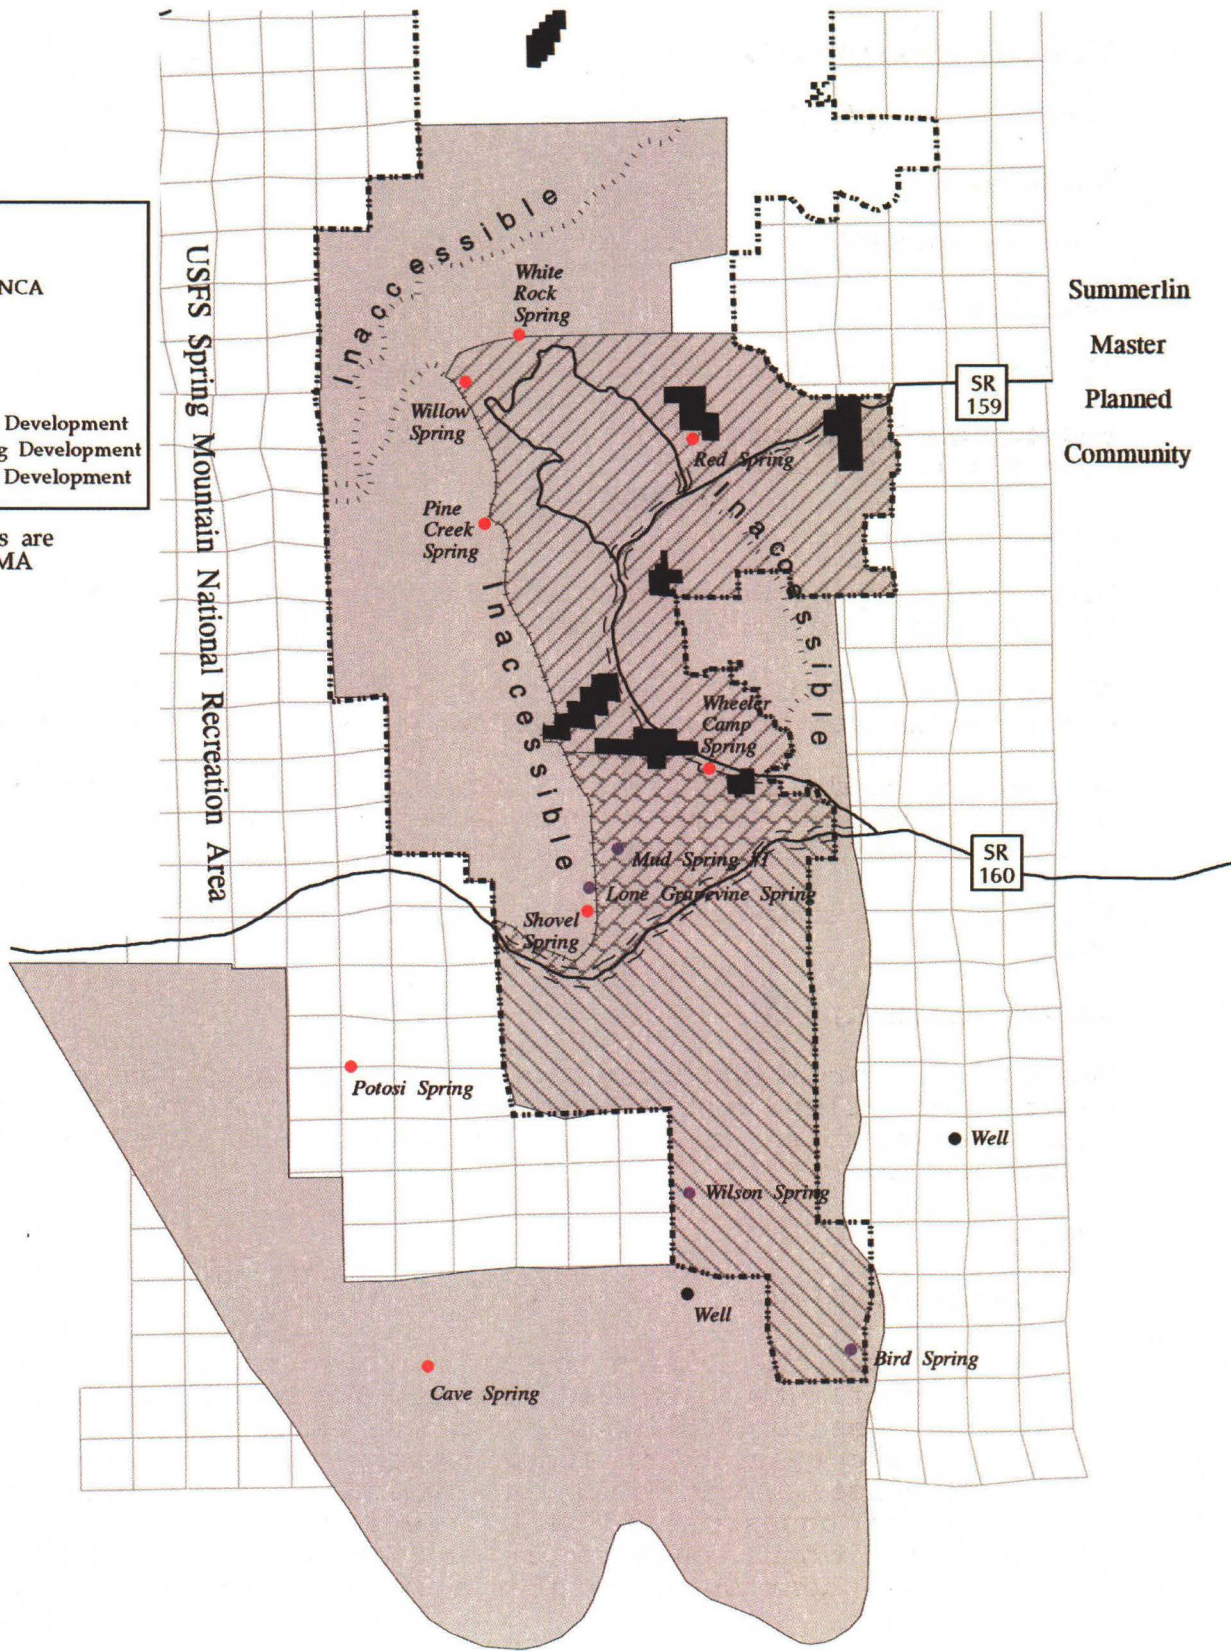 NCA
Development
g Development
Development
s are
MA
USFS Spring Mountain National Recreation Area
Inaccessible
White
Rock
Spring
Willow
Spring
Red Spring
Pine
Creek
Spring
Inaccessible
Inaccessible
SR
159
Summerlin
Master
Planned
Community
Wheeler
Camp
Spring
Mud Spring #1
Lone Grapevine Spring
Shovel
Spring
SR
160
Potosi Spring
Well
Wilson Spring
Well
Bird Spring
Cave Spring